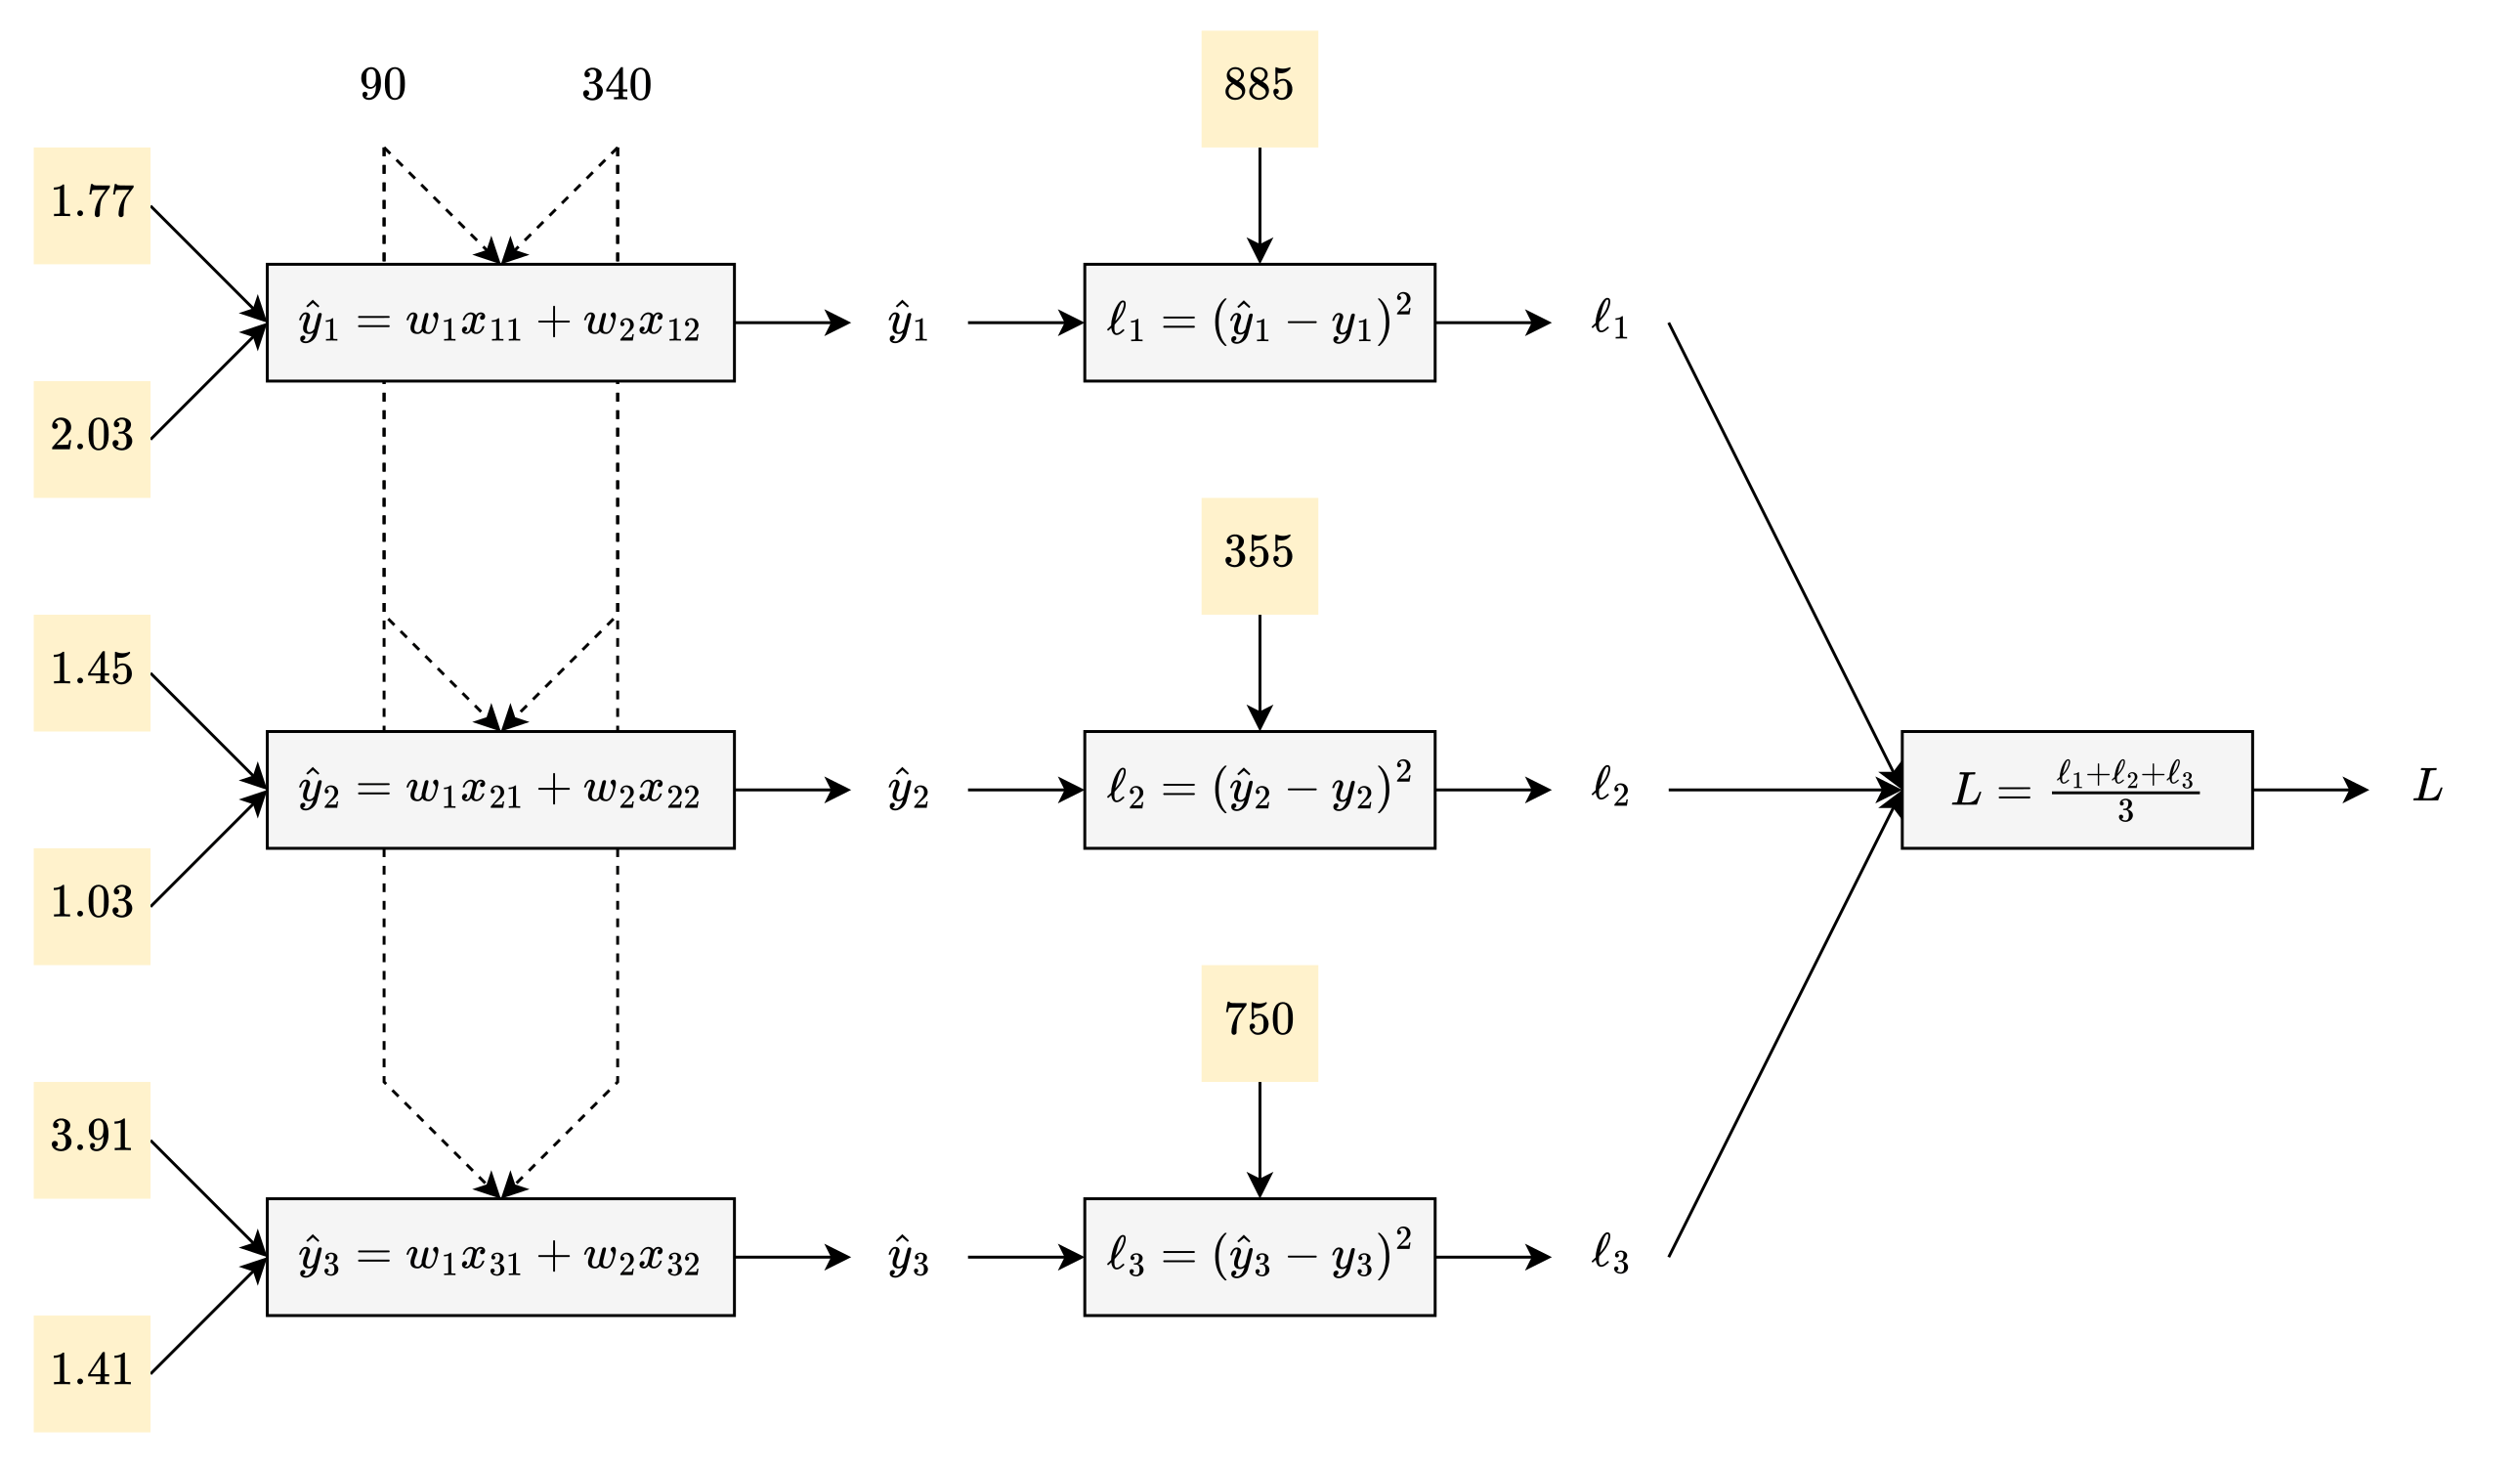 90
340
885
1.77
2.03
ŷ₁ = w₁x₁₁ + w₂x₁₂
ŷ₁
ℓ₁ = (ŷ₁ − y₁)²
ℓ₁
355
1.45
1.03
ŷ₂ = w₁x₂₁ + w₂x₂₂
ŷ₂
ℓ₂ = (ŷ₂ − y₂)²
ℓ₂
L = (ℓ₁+ℓ₂+ℓ₃)/3
L
750
3.91
1.41
ŷ₃ = w₁x₃₁ + w₂x₃₂
ŷ₃
ℓ₃ = (ŷ₃ − y₃)²
ℓ₃